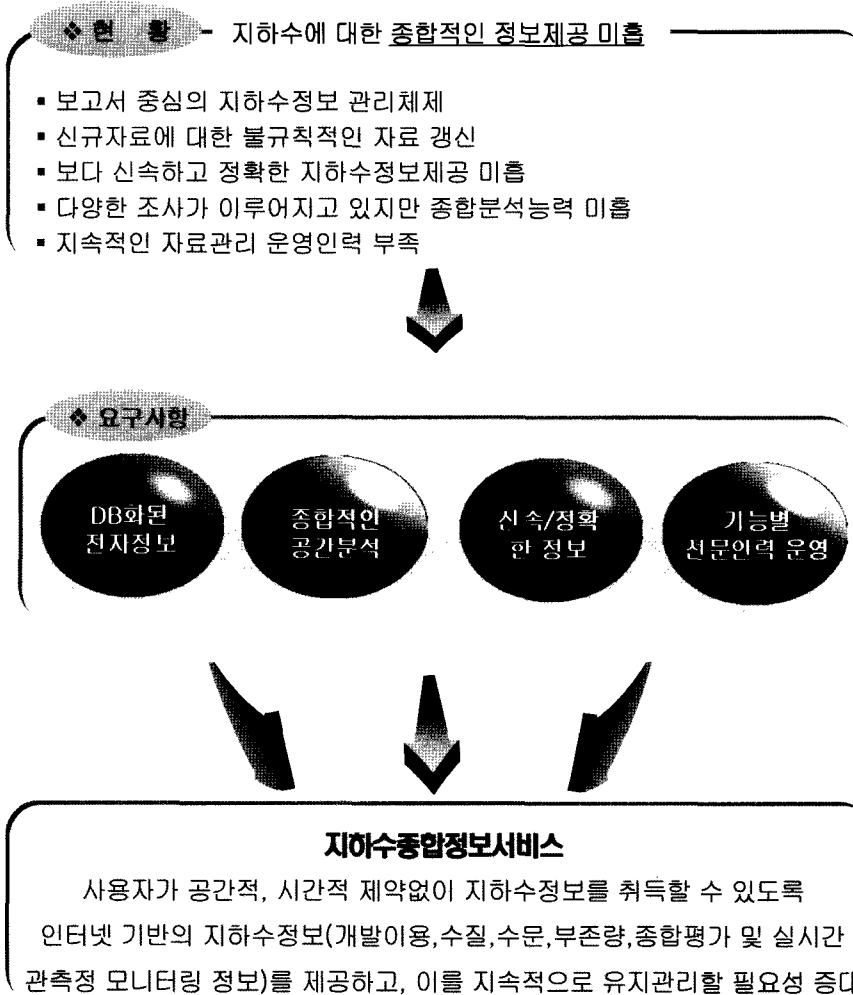 ❖ 현 황 지하수에 대한 종합적인 정보제공 미흡
▪ 보고서 중심의 지하수정보 관리체제
▪ 신규자료에 대한 불규칙적인 자료 갱신
▪ 보다 신속하고 정확한 지하수정보제공 미흡
▪ 다양한 조사가 이루어지고 있지만 종합분석능력 미흡
▪ 지속적인 자료관리 운영인력 부족
❖ 요구사항
DB화된
전자정보
종합적인
공간분석
신속/정확
한 정보
기능별
전문인력 운영
지하수종합정보서비스
사용자가 공간적, 시간적 제약없이 지하수정보를 취득할 수 있도록
인터넷 기반의 지하수정보(개발이용,수질,수문,부존량,종합평가 및 실시간
관측정 모니터링 정보)를 제공하고, 이를 지속적으로 유지관리할 필요성 증대